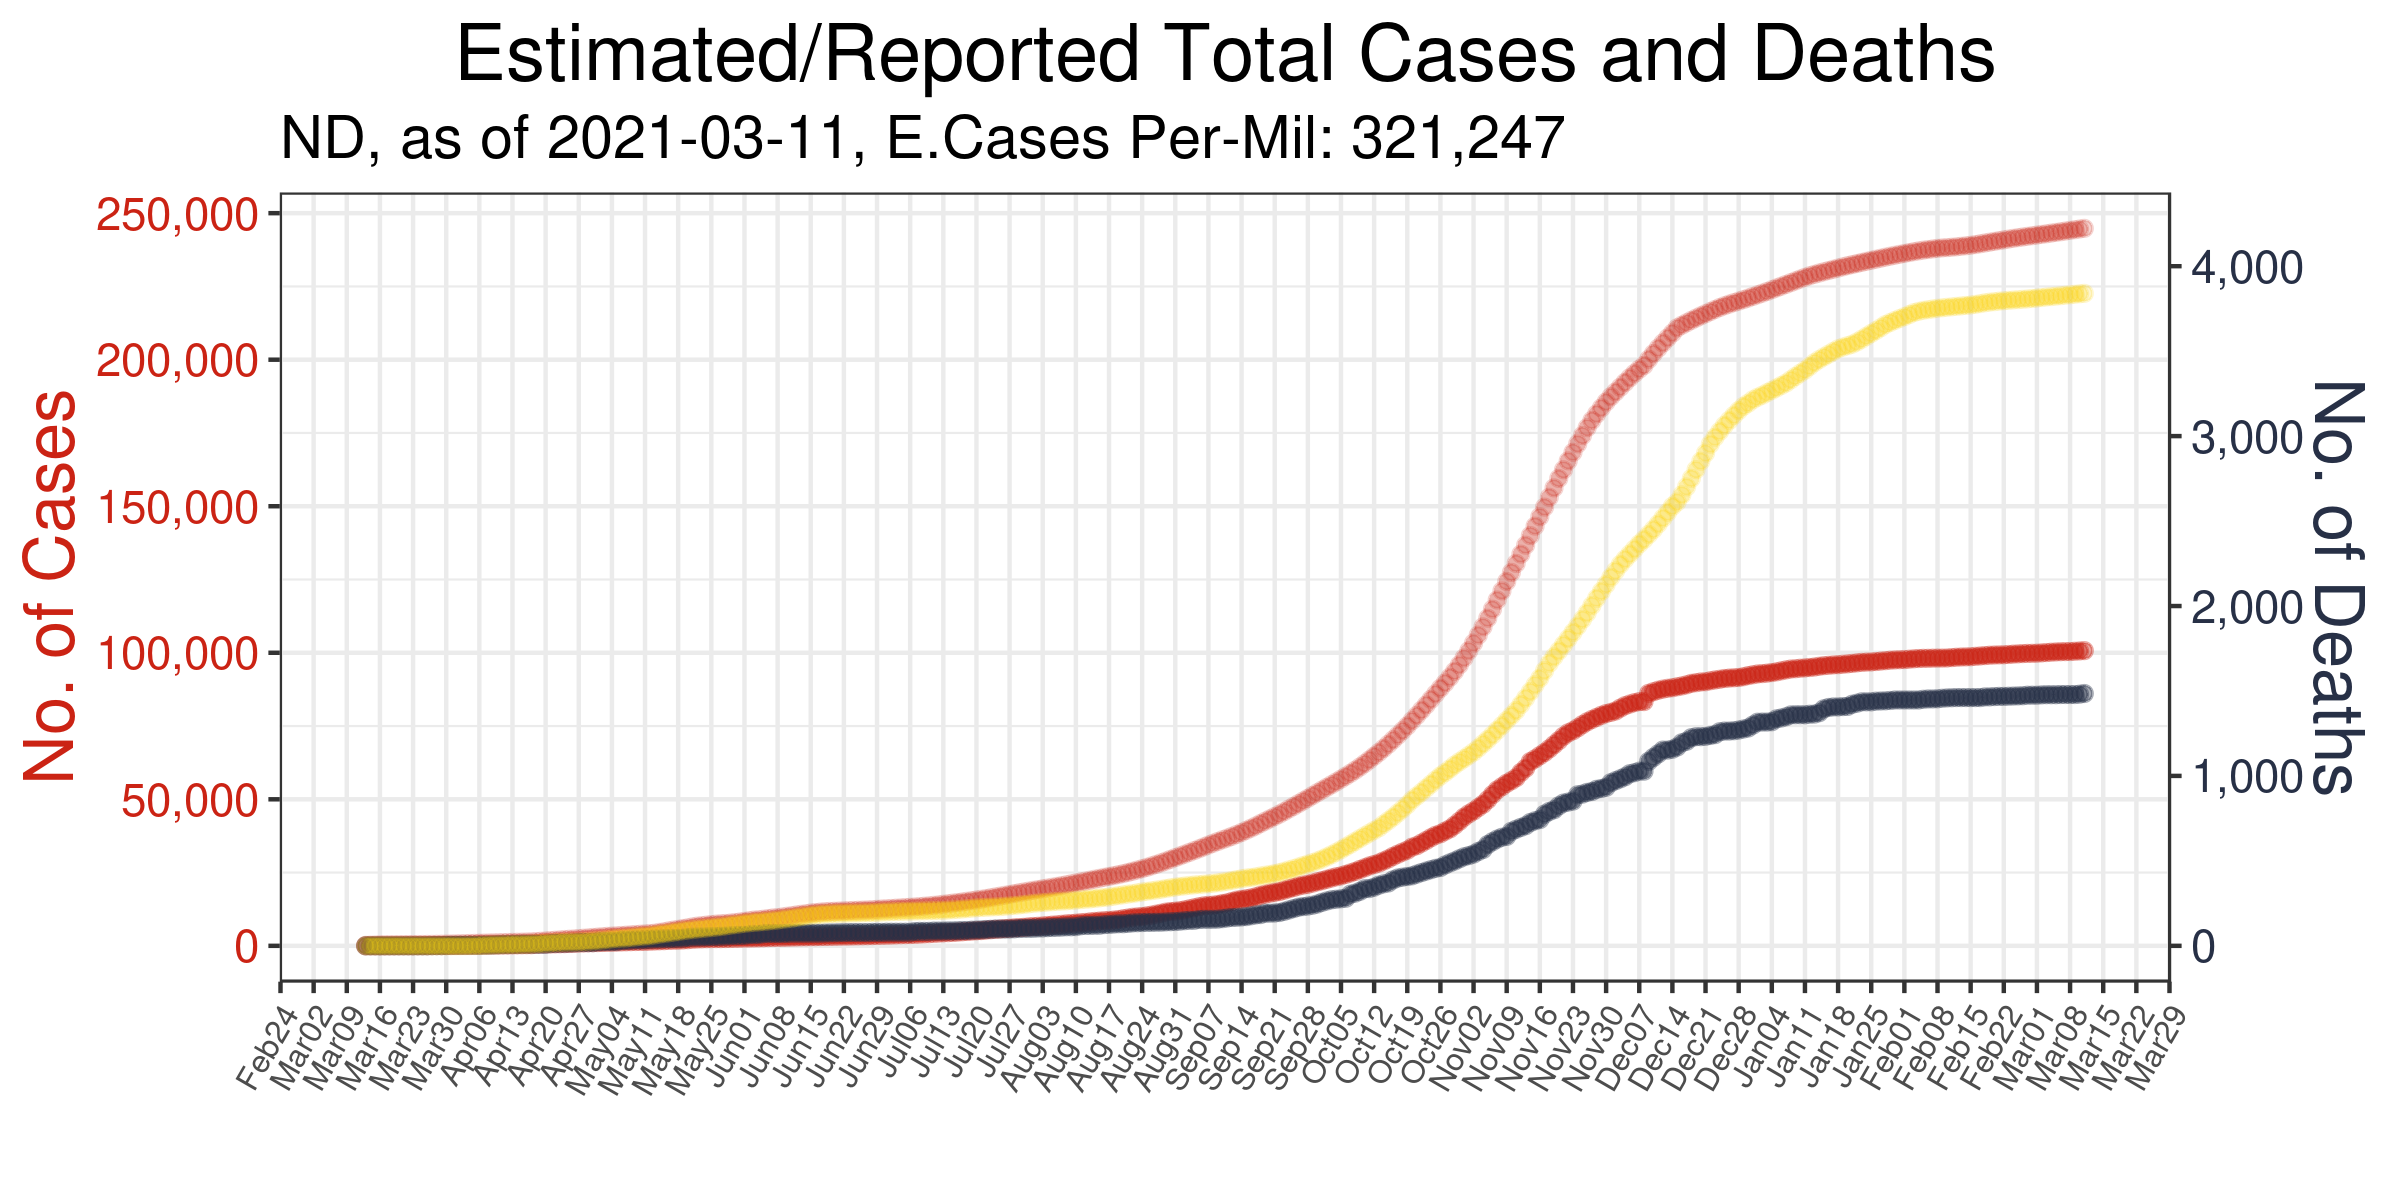 Estimated/Reported Total Cases and Deaths
ND, as of 2021-03-11, E.Cases Per-Mil: 321,247
No. of Cases
250,000
200,000
150,000
100,000
50,000
0
4,000
3,000
2,000
1,000
0
No. of Deaths
Feb24
Mar02
Mar09
Mar16
Mar23
Mar30
Apr06
Apr13
Apr20
Apr27
May04
May11
May18
May25
Jun01
Jun08
Jun15
Jun22
Jun29
Jul06
Jul13
Jul20
Jul27
Aug03
Aug10
Aug17
Aug24
Aug31
Sep07
Sep14
Sep21
Sep28
Oct05
Oct12
Oct19
Oct26
Nov02
Nov09
Nov16
Nov23
Nov30
Dec07
Dec14
Dec21
Dec28
Jan04
Jan11
Jan18
Jan25
Feb01
Feb08
Feb15
Feb22
Mar01
Mar08
Mar15
Mar22
Mar29